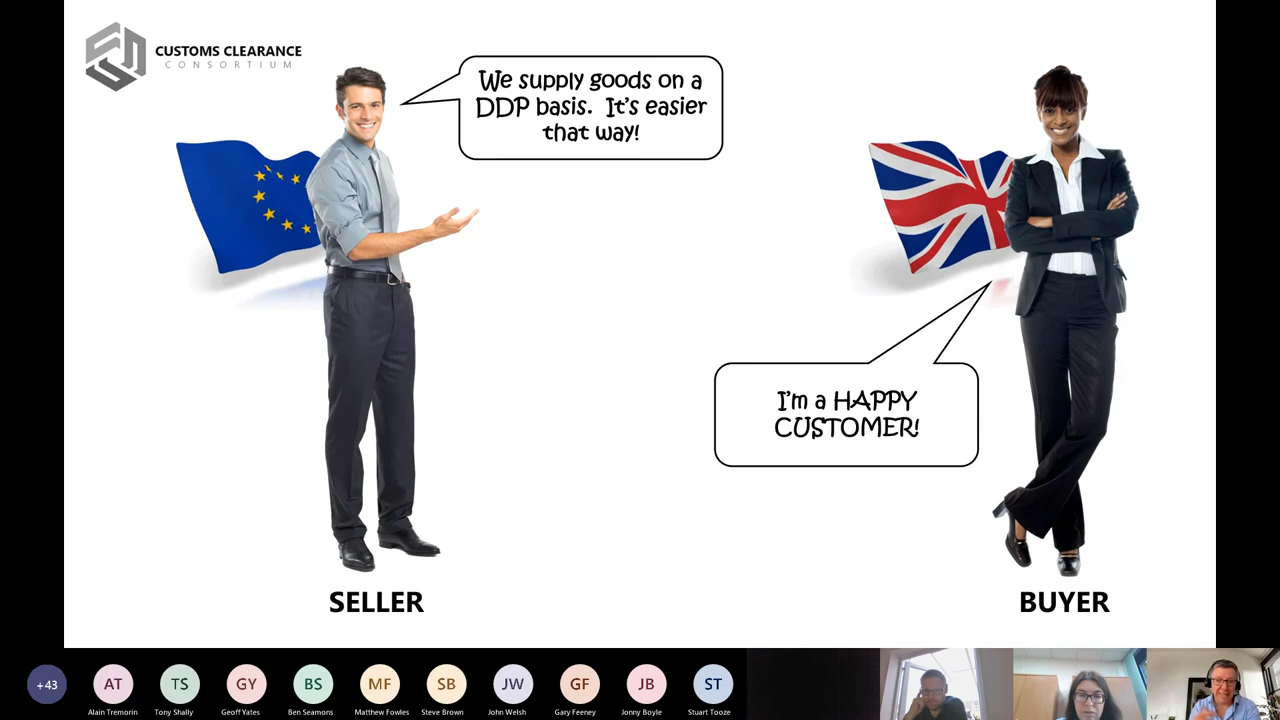 CUSTOMS CLEARANCE
CONSORTIUM
We supply goods on a
DDP basis. It's easier
that way!
I'm a HAPPY
CUSTOMER!
SELLER
BUYER
+43
AT
TS
GY
BS
MF
SB
JW
GF
JB
ST
Alain Tremorin
Tony Shally
Geoff Yates
Ben Seamons
Matthew Fowles
Steve Brown
John Welsh
Gary Feeney
Jonny Boyle
Stuart Tooze